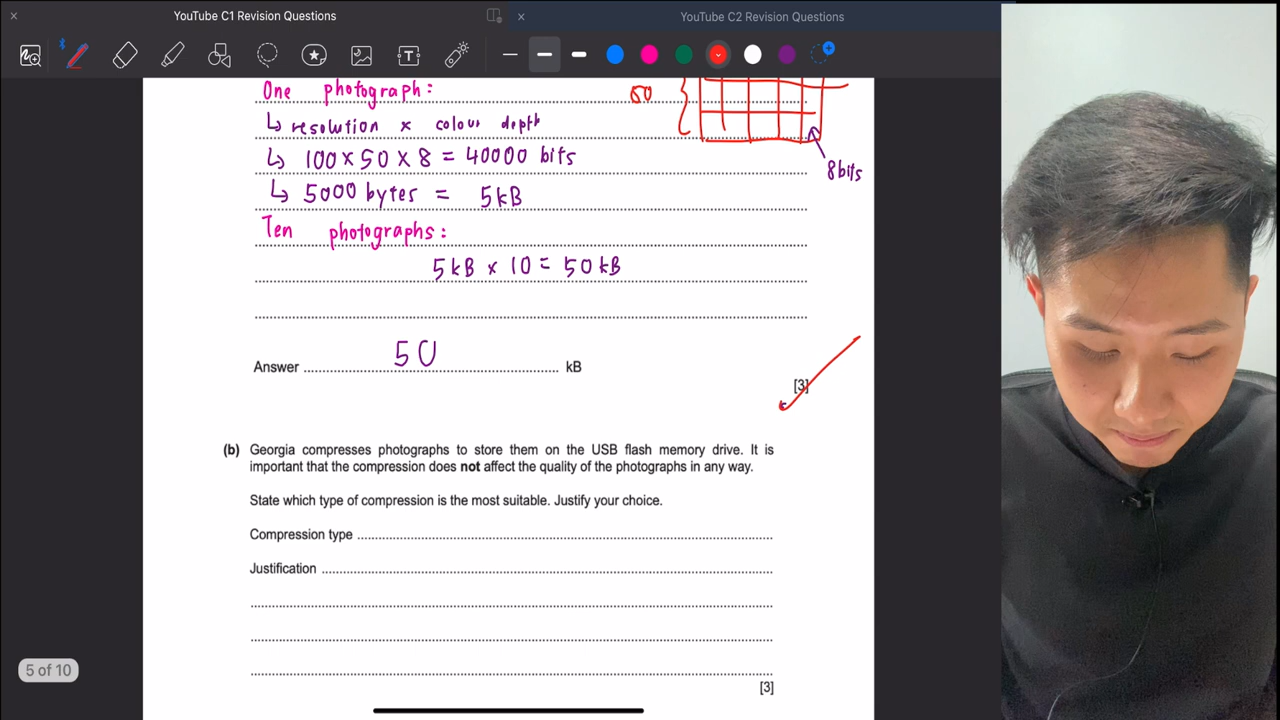 YouTube C1 Revision Questions
YouTube C2 Revision Questions
One photograph:
↳ resolution x colour depth
↳ 100 x 50 x 8 = 40000 bits
↳ 5000 bytes = 5kB
Ten photographs:
5kB x 10 = 50kB
50
8bits
Answer ........ 50 ........ kB
[3]
(b) Georgia compresses photographs to store them on the USB flash memory drive. It is
important that the compression does not affect the quality of the photographs in any way.
State which type of compression is the most suitable. Justify your choice.
Compression type ........
Justification ........
[3]
5 of 10